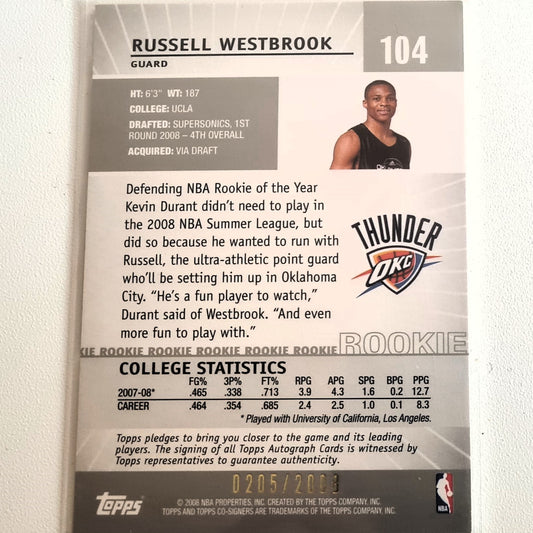 RUSSELL WESTBROOK
GUARD
104
HT: 6'3" WT: 187
COLLEGE: UCLA
DRAFTED: SUPERSONICS, 1ST
ROUND 2008 – 4TH OVERALL
ACQUIRED: VIA DRAFT
Defending NBA Rookie of the Year
Kevin Durant didn't need to play in
the 2008 NBA Summer League, but
did so because he wanted to run with
Russell, the ultra-athletic point guard
who'll be setting him up in Oklahoma
City. “He's a fun player to watch,”
Durant said of Westbrook. “And even
more fun to play with.”
THUNDER
OKC
KIE ROOKIE ROOKIE ROOKIE ROOKIE ROOKIE ROOKIE
COLLEGE STATISTICS
FG% 3P% FT% RPG APG SPG BPG PPG
2007-08* .465 .338 .713 3.9 4.3 1.6 0.2 12.7
CAREER .464 .354 .685 2.4 2.5 1.0 0.1 8.3
* Played with University of California, Los Angeles.
Topps pledges to bring you closer to the game and its leading
players. The signing of all Topps Autograph Cards is witnessed by
Topps representatives to guarantee authenticity.
0205/2008
topps
© 2008 NBA PROPERTIES, INC. CREATED BY THE TOPPS COMPANY, INC.
TOPPS AND TOPPS CO-SIGNERS ARE TRADEMARKS OF THE TOPPS COMPANY, INC.
NBA